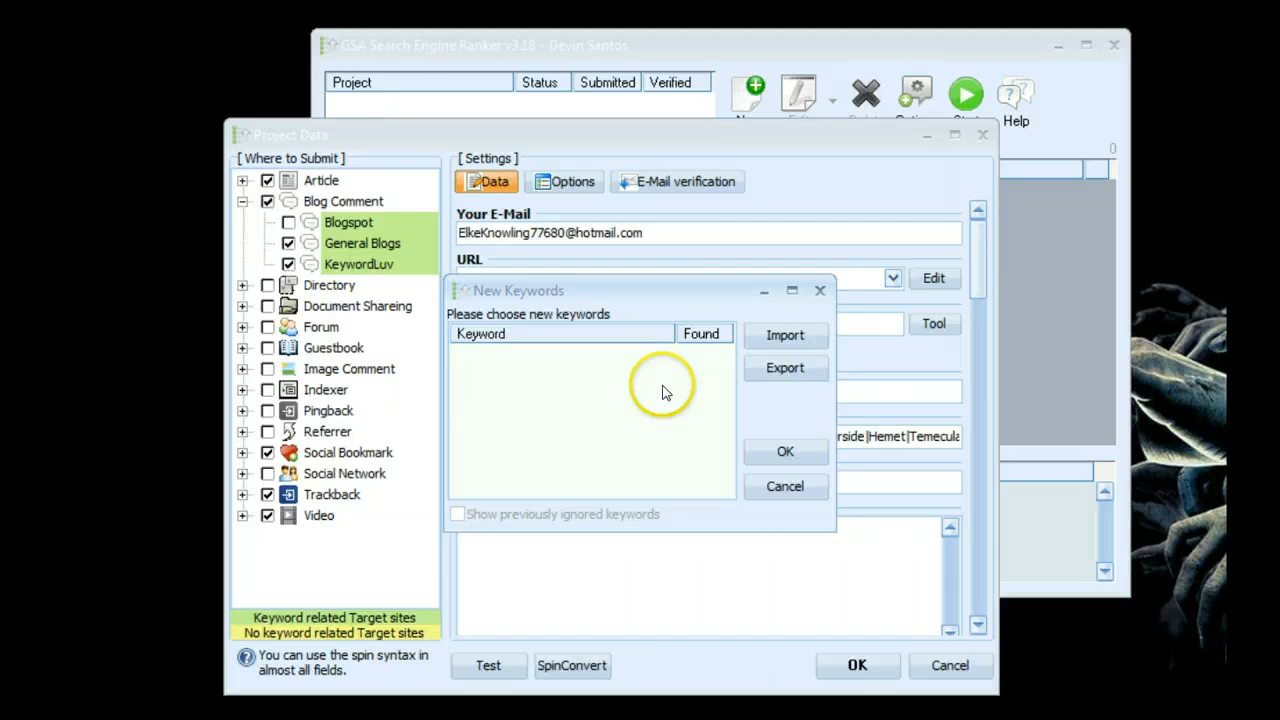 GSA Search Engine Ranker v3.18 - Devin Santos
Project Status Submitted Verified
Help
0
Project Data
[ Where to Submit ]
Article
Blog Comment
Blogspot
General Blogs
KeywordLuv
Directory
Document Shareing
Forum
Guestbook
Image Comment
Indexer
Pingback
Referrer
Social Bookmark
Social Network
Trackback
Video
Keyword related Target sites
No keyword related Target sites
You can use the spin syntax in
almost all fields.
[ Settings ]
Data Options E-Mail verification
Your E-Mail
ElkeKnowling77680@hotmail.com
URL
Edit
Tool
rside|Hemet|Temecula
New Keywords
Please choose new keywords
Keyword Found
Import
Export
OK
Cancel
Show previously ignored keywords
Test SpinConvert OK Cancel